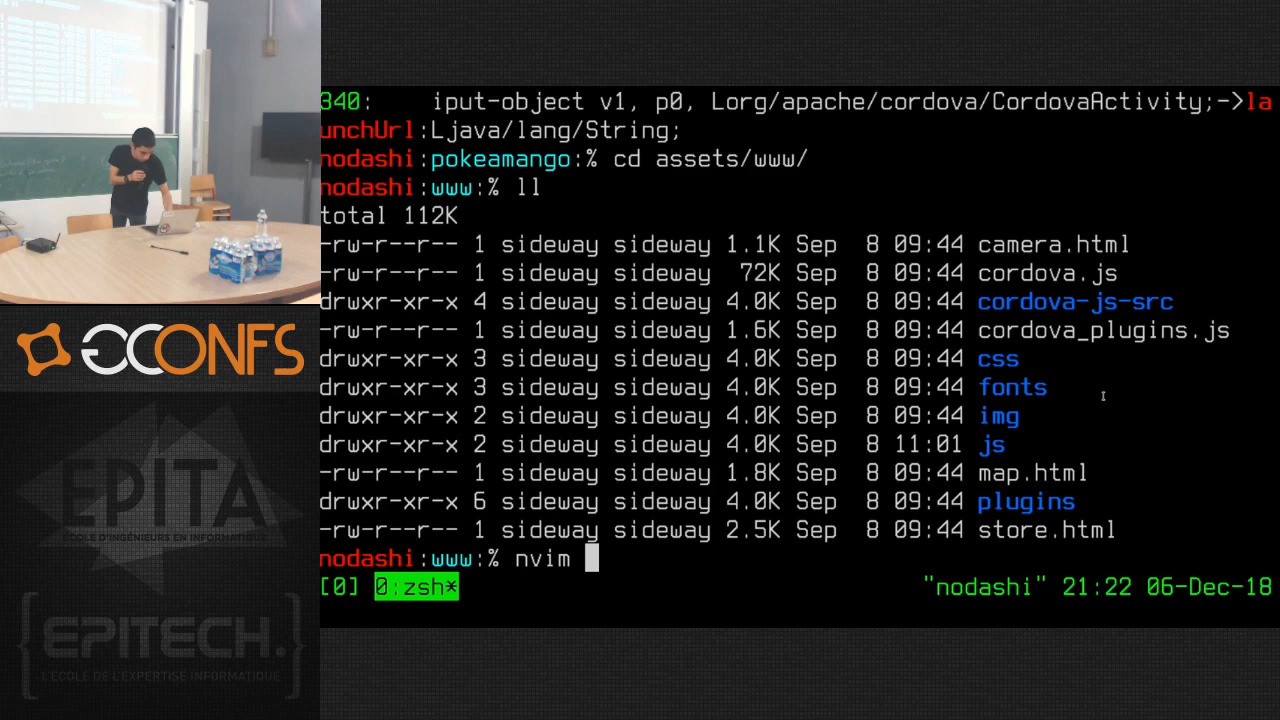 340:    iput-object v1, p0, Lorg/apache/cordova/CordovaActivity;->la
unchUrl:Ljava/lang/String;
nodashi:pokeamango:% cd assets/www/
nodashi:www:% ll
total 112K
-rw-r--r-- 1 sideway sideway 1.1K Sep  8 09:44 camera.html
-rw-r--r-- 1 sideway sideway  72K Sep  8 09:44 cordova.js
drwxr-xr-x 4 sideway sideway 4.0K Sep  8 09:44 cordova-js-src
-rw-r--r-- 1 sideway sideway 1.6K Sep  8 09:44 cordova_plugins.js
drwxr-xr-x 3 sideway sideway 4.0K Sep  8 09:44 css
drwxr-xr-x 3 sideway sideway 4.0K Sep  8 09:44 fonts
drwxr-xr-x 2 sideway sideway 4.0K Sep  8 09:44 img
drwxr-xr-x 2 sideway sideway 4.0K Sep  8 11:01 js
-rw-r--r-- 1 sideway sideway 1.8K Sep  8 09:44 map.html
drwxr-xr-x 6 sideway sideway 4.0K Sep  8 09:44 plugins
-rw-r--r-- 1 sideway sideway 2.5K Sep  8 09:44 store.html
nodashi:www:% nvim
[0] 0:zsh* "nodashi" 21:22 06-Dec-18
GCONFS
EPITA
ÉCOLE D'INGÉNIEURS EN INFORMATIQUE
{EPITECH.}
L'ECOLE DE L'EXPERTISE INFORMATIQUE